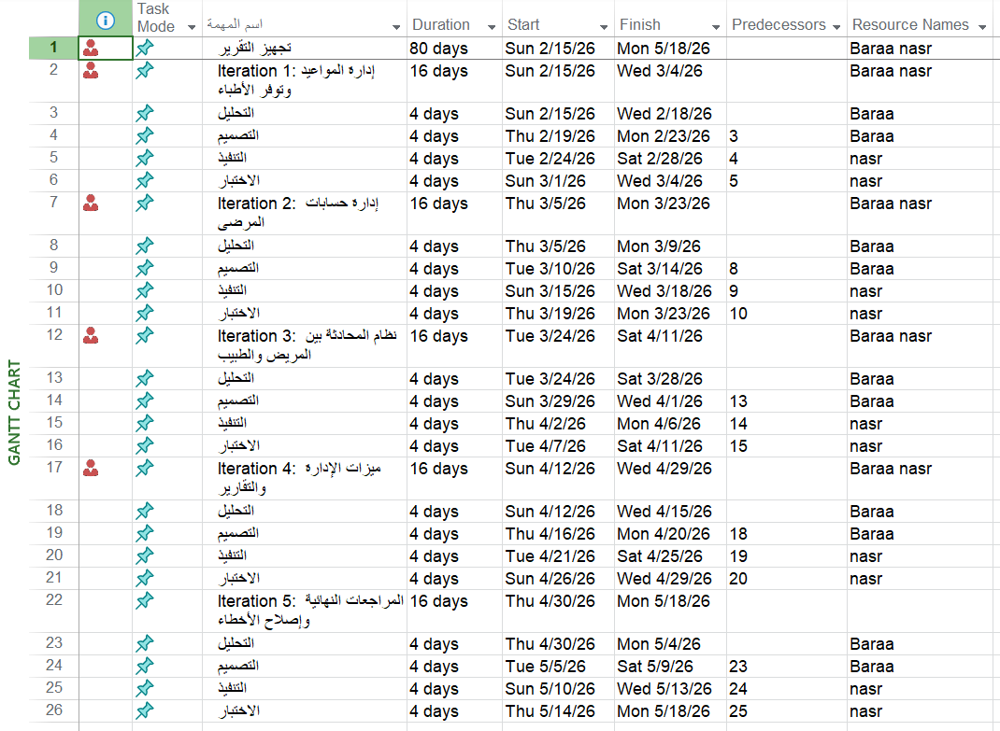 Task Mode اسم المهمة Duration Start Finish Predecessors Resource Names
1 تجهيز التقرير 80 days Sun 2/15/26 Mon 5/18/26 Baraa nasr
2 Iteration 1: إدارة المواعيد 16 days Sun 2/15/26 Wed 3/4/26 Baraa nasr
وتوفر الأطباء
3 التحليل 4 days Sun 2/15/26 Wed 2/18/26 Baraa
4 التصميم 4 days Thu 2/19/26 Mon 2/23/26 3 Baraa
5 التنفيذ 4 days Tue 2/24/26 Sat 2/28/26 4 nasr
6 الاختبار 4 days Sun 3/1/26 Wed 3/4/26 5 nasr
7 Iteration 2: إدارة حسابات 16 days Thu 3/5/26 Mon 3/23/26 Baraa nasr
المرضى
8 التحليل 4 days Thu 3/5/26 Mon 3/9/26 Baraa
9 التصميم 4 days Tue 3/10/26 Sat 3/14/26 8 Baraa
10 التنفيذ 4 days Sun 3/15/26 Wed 3/18/26 9 nasr
11 الاختبار 4 days Thu 3/19/26 Mon 3/23/26 10 nasr
12 Iteration 3: نظام المحادثة بين 16 days Tue 3/24/26 Sat 4/11/26 Baraa nasr
المريض والطبيب
13 التحليل 4 days Tue 3/24/26 Sat 3/28/26 Baraa
14 التصميم 4 days Sun 3/29/26 Wed 4/1/26 13 Baraa
15 التنفيذ 4 days Thu 4/2/26 Mon 4/6/26 14 nasr
16 الاختبار 4 days Tue 4/7/26 Sat 4/11/26 15 nasr
17 Iteration 4: ميزات الإدارة 16 days Sun 4/12/26 Wed 4/29/26 Baraa nasr
والتقارير
18 التحليل 4 days Sun 4/12/26 Wed 4/15/26 Baraa
19 التصميم 4 days Thu 4/16/26 Mon 4/20/26 18 Baraa
20 التنفيذ 4 days Tue 4/21/26 Sat 4/25/26 19 nasr
21 الاختبار 4 days Sun 4/26/26 Wed 4/29/26 20 nasr
22 Iteration 5: المراجعات النهائية 16 days Thu 4/30/26 Mon 5/18/26
وإصلاح الأخطاء
23 التحليل 4 days Thu 4/30/26 Mon 5/4/26 Baraa
24 التصميم 4 days Tue 5/5/26 Sat 5/9/26 23 Baraa
25 التنفيذ 4 days Sun 5/10/26 Wed 5/13/26 24 nasr
26 الاختبار 4 days Thu 5/14/26 Mon 5/18/26 25 nasr
GANTT CHART